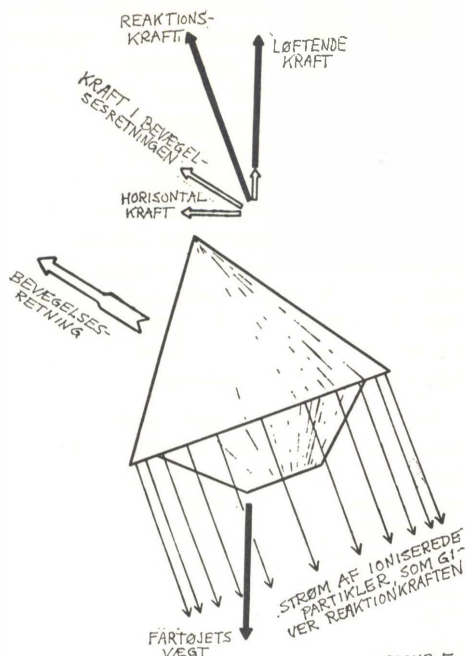 REAKTIONS-
KRAFT
LØFTENDE
KRAFT
KRAFT I BEVÆGEL-
SESRETNINGEN
HORISONTAL
KRAFT
BEVÆGELSES-
RETNING
STRØM AF IONISEREDE
PARTIKLER, SOM GI-
VER REAKTIONKRAFTEN
FÄRTØJETS
VÆGT